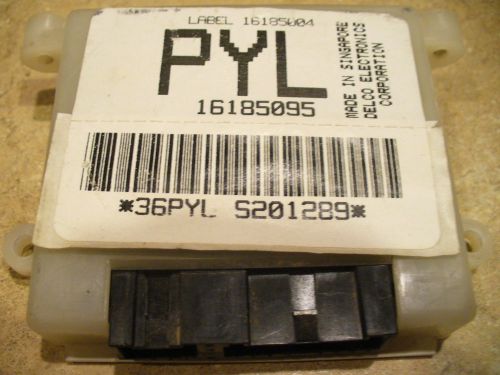 LABEL 16185004
PYL
16185095
MADE IN SINGAPORE
DELCO ELECTRONICS
CORPORATION
*36PYL S201289*